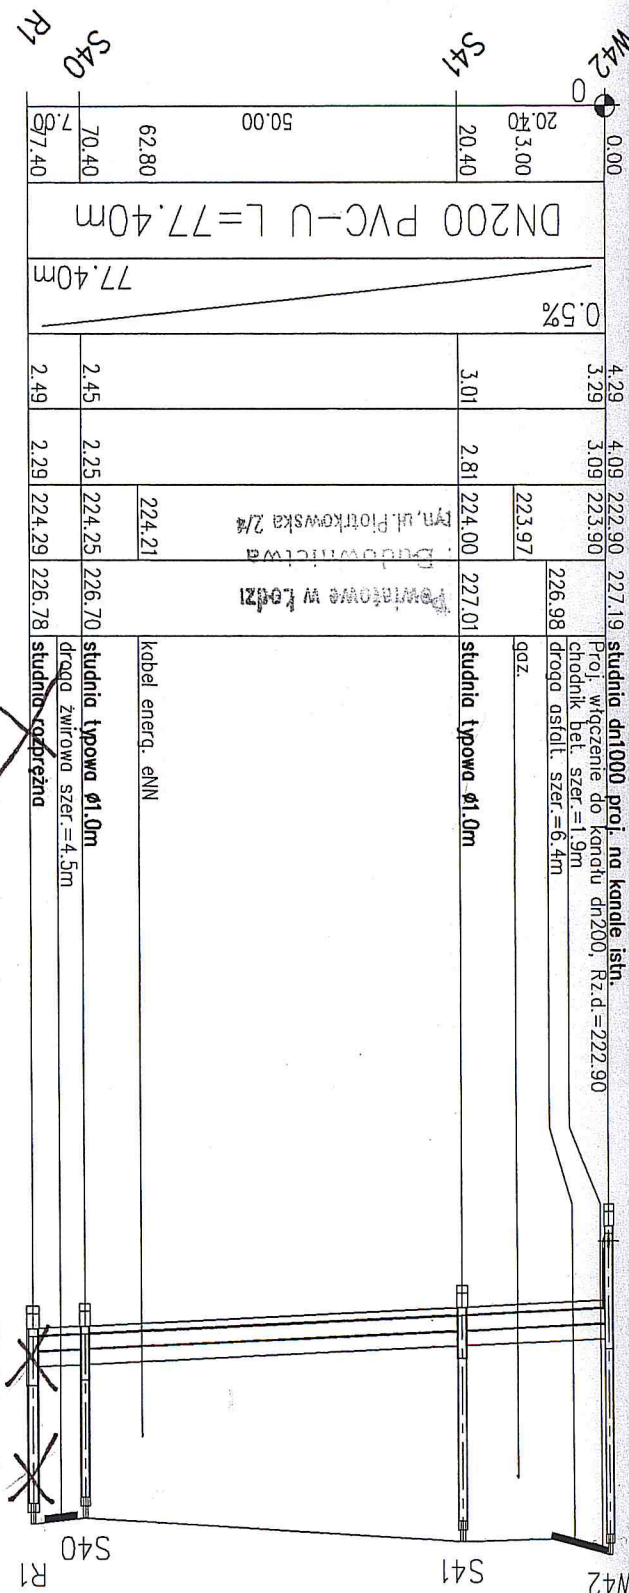 W42
S41
S40
R1
0
0.00
20.40
13.00
20.40
50.00
62.80
70.40
7.00
77.40
DN200 PVC-U L=77.40m
0.5%
77.40m
4.29
3.29
3.01
2.45
2.49
4.09
3.09
2.81
2.25
2.29
222.90
223.90
223.97
224.00
224.21
224.25
224.29
227.19
226.98
227.01
226.70
226.78
Powiatowe w Łodzi
Budownictwa
tyn, ul. Piotrkowska 2/4
studnia dn1000 proj. na kanale istn.
Proj. włączenie do kanału dn200, Rz.d.=222.90
chodnik bet. szer.=1.9m
droga asfalt. szer.=6.4m
gaz.
studnia typowa ø1.0m
kabel energ. eNN
studnia typowa ø1.0m
droga żwirowa szer.=4.5m
studnia rozprężna
W42
S41
S40
R1